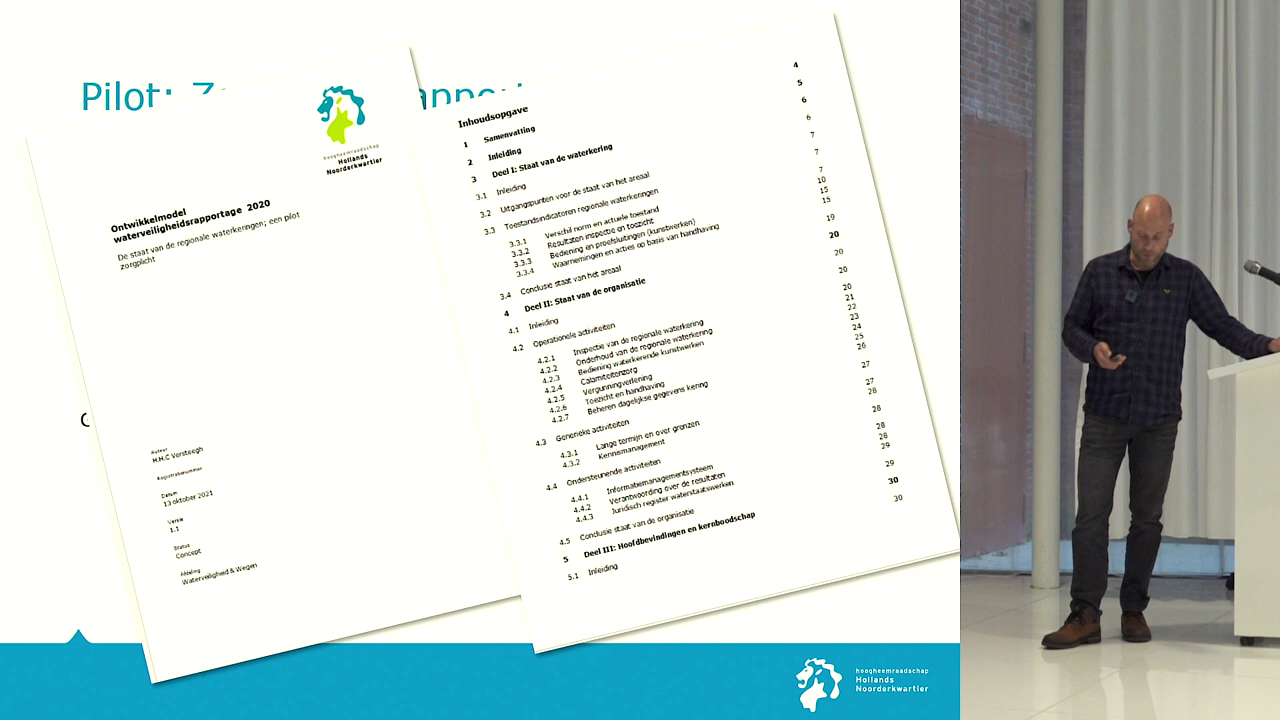 Pilot:
hoogheemraadschap
Hollands
Noorderkwartier
Ontwikkelmodel
waterveiligheidsrapportage 2020
De staat van de regionale waterkeringen; een pilot
zorgplicht
Auteur
H.H.C Versteegh
Registratienummer
Datum
13 oktober 2021
Versie
1.1
Status
Concept
Afdeling
Waterveiligheid & Wegen
Inhoudsopgave
1 Samenvatting 4
2 Inleiding 5
3 Deel I: Staat van de waterkering 6
3.1 Inleiding 6
3.2 Uitgangspunten voor de staat van het areaal 7
3.3 Toestandsindicatoren regionale waterkeringen 7
3.3.1 Verschil norm en actuele toestand 7
3.3.2 Resultaten inspectie en toezicht 10
3.3.3 Bediening en proefsluitingen (kunstwerken) 15
3.3.4 Waarnemingen en acties op basis van handhaving 15
3.4 Conclusie staat van het areaal 19
4 Deel II: Staat van de organisatie 20
4.1 Inleiding 20
4.2 Operationele activiteiten 20
4.2.1 Inspectie van de regionale waterkering 20
4.2.2 Onderhoud van de regionale waterkering 21
4.2.3 Bediening waterkerende kunstwerken 22
4.2.4 Calamiteitenzorg 23
4.2.5 Vergunningverlening 24
4.2.6 Toezicht en handhaving 25
4.2.7 Beheren dagelijkse gegevens kering 26
4.3 Generieke activiteiten 27
4.3.1 Lange termijn en over grenzen 27
4.3.2 Kennismanagement 28
4.4 Ondersteunende activiteiten 28
4.4.1 Informatiemanagementsysteem 28
4.4.2 Verantwoording over de resultaten 28
4.4.3 Juridisch register waterstaatswerken 29
4.5 Conclusie staat van de organisatie 29
5 Deel III: Hoofdbevindingen en kernboodschap 30
5.1 Inleiding 30
hoogheemraadschap
Hollands
Noorderkwartier